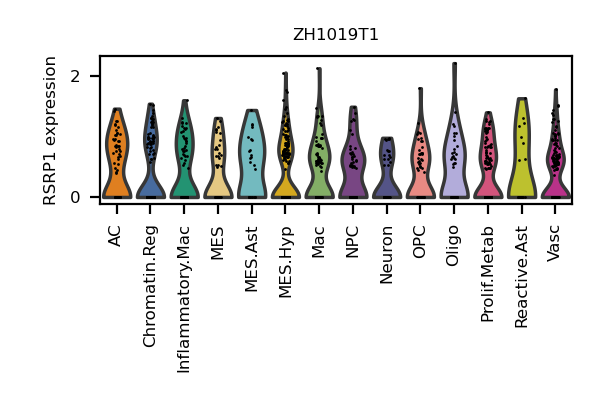 ZH1019T1
RSRP1 expression
2
0
AC
Chromatin.Reg
Inflammatory.Mac
MES
MES.Ast
MES.Hyp
Mac
NPC
Neuron
OPC
Oligo
Prolif.Metab
Reactive.Ast
Vasc